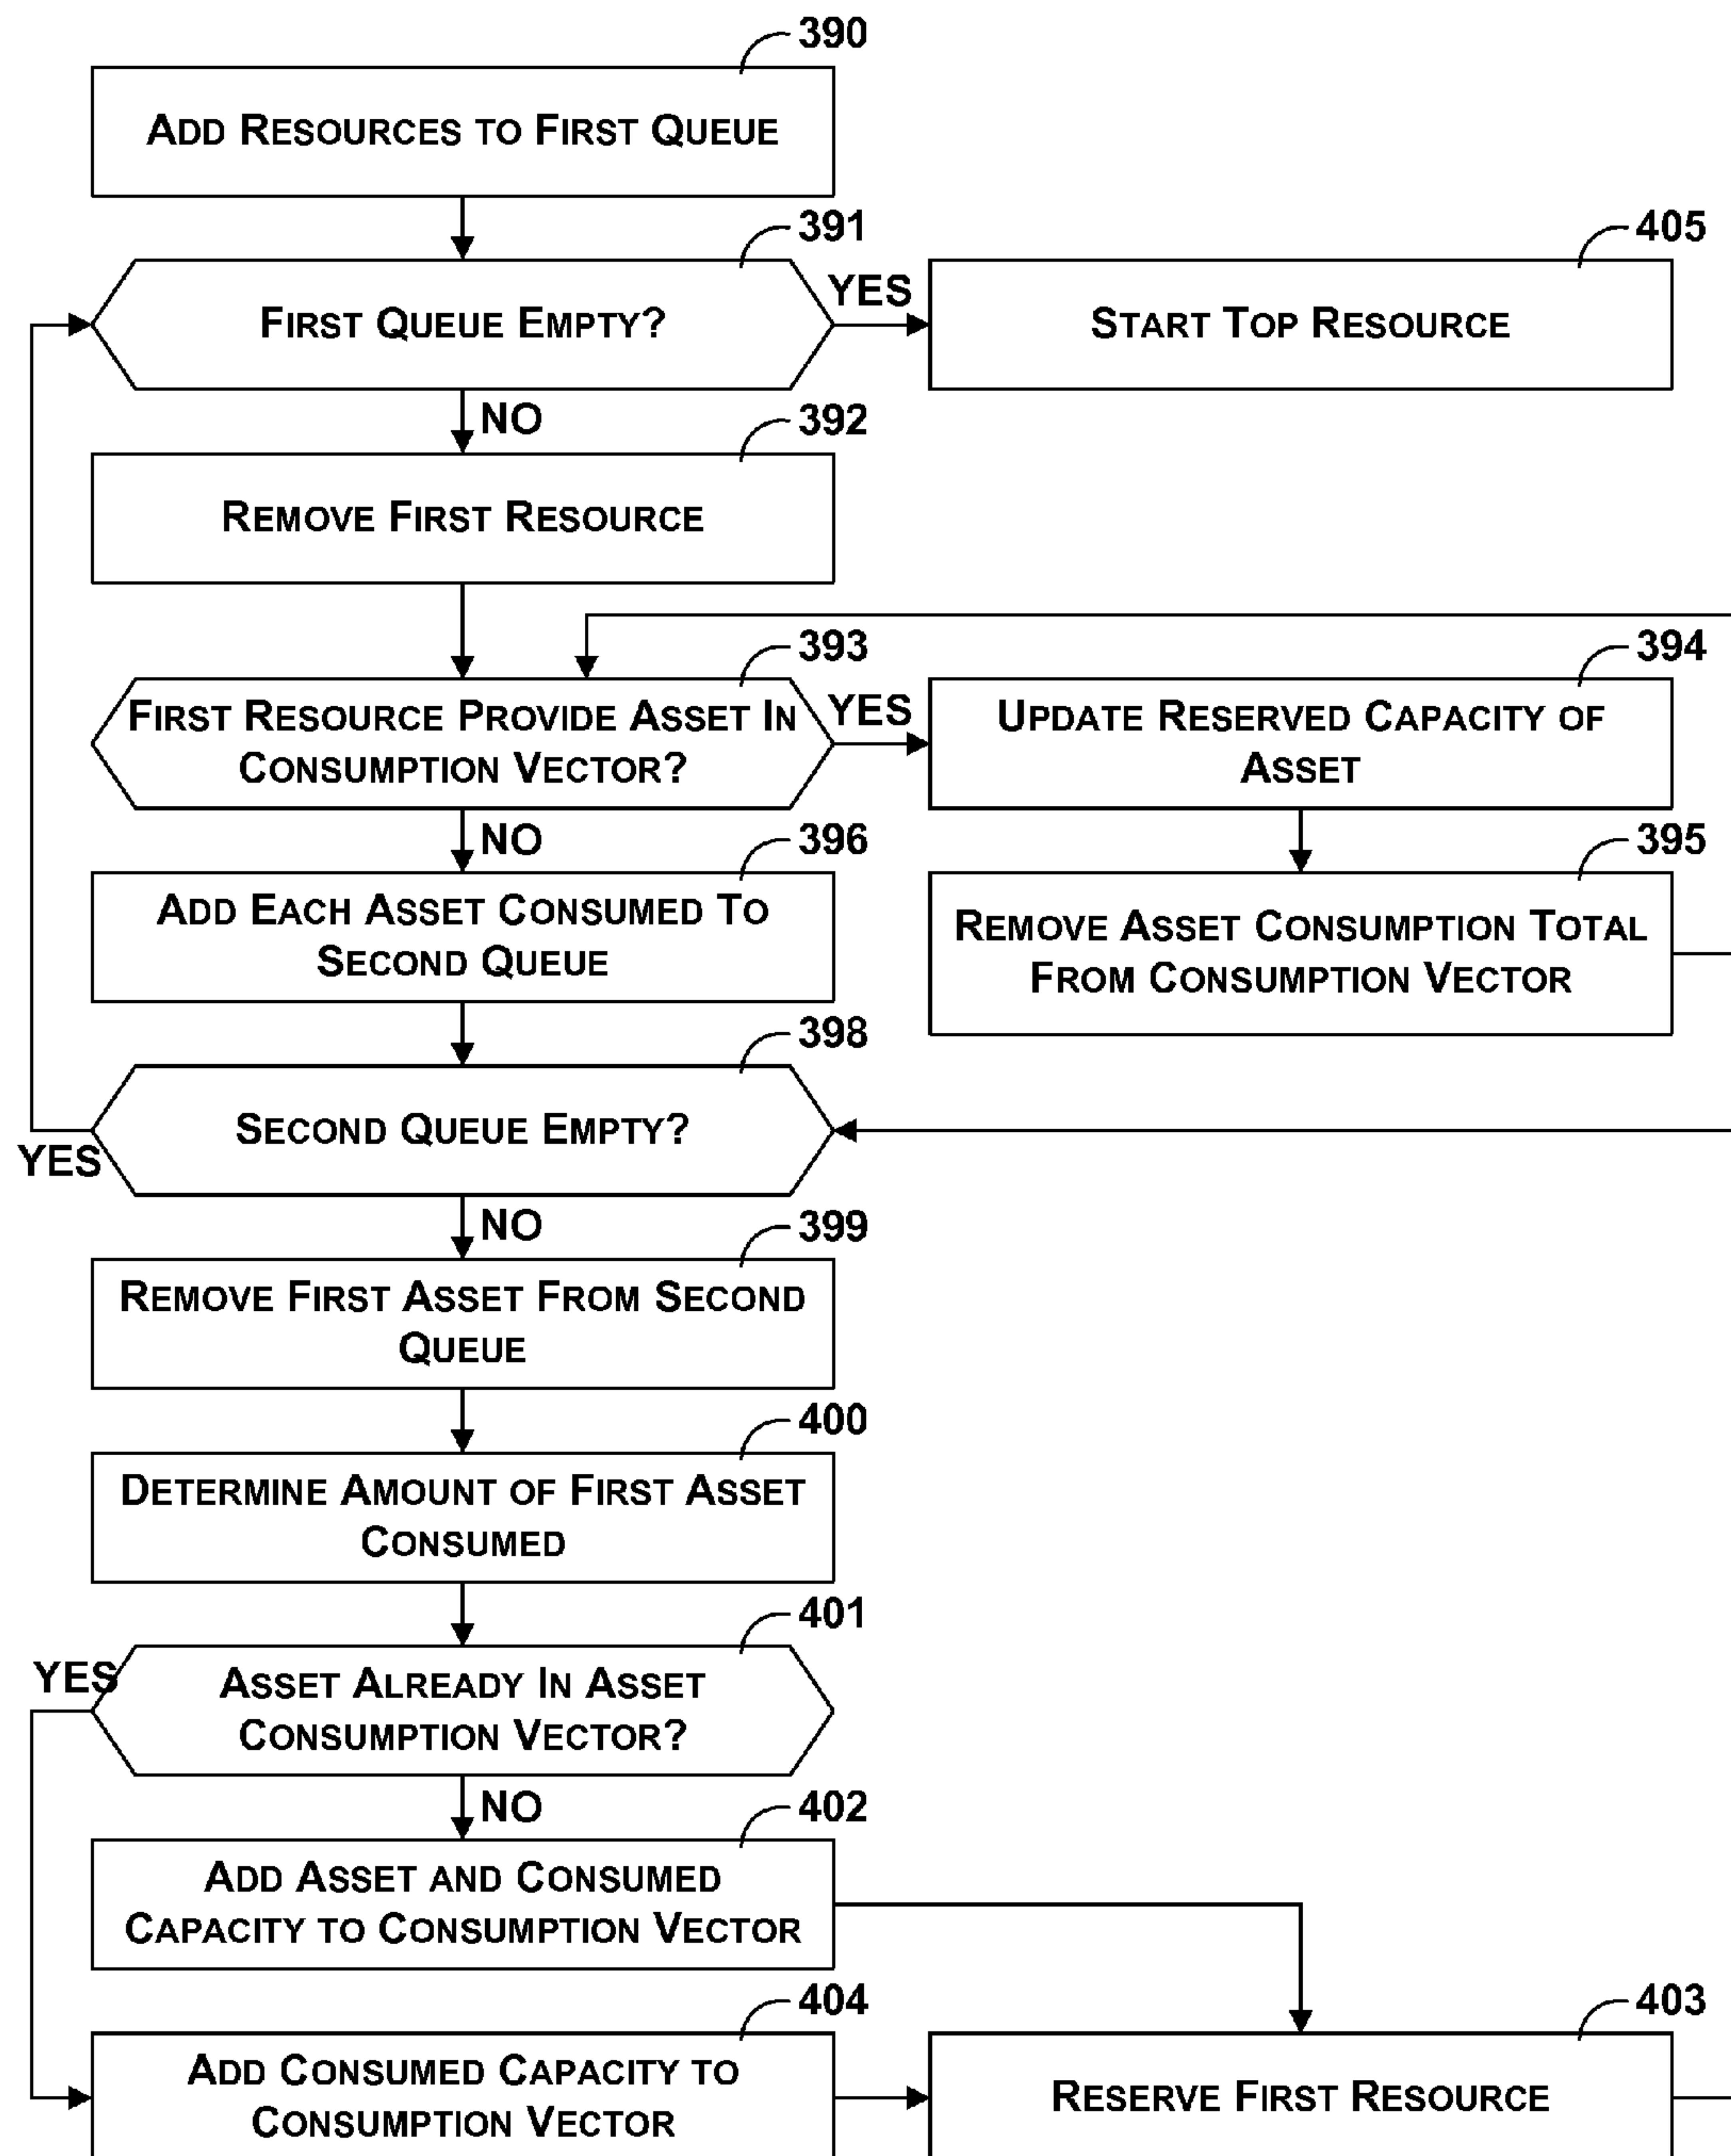 390
ADD RESOURCES TO FIRST QUEUE
391
405
FIRST QUEUE EMPTY?
YES
START TOP RESOURCE
NO
392
REMOVE FIRST RESOURCE
393
394
FIRST RESOURCE PROVIDE ASSET IN
CONSUMPTION VECTOR?
YES
UPDATE RESERVED CAPACITY OF
ASSET
NO
396
395
ADD EACH ASSET CONSUMED TO
SECOND QUEUE
REMOVE ASSET CONSUMPTION TOTAL
FROM CONSUMPTION VECTOR
398
SECOND QUEUE EMPTY?
YES
NO
399
REMOVE FIRST ASSET FROM SECOND
QUEUE
400
DETERMINE AMOUNT OF FIRST ASSET
CONSUMED
401
YES
ASSET ALREADY IN ASSET
CONSUMPTION VECTOR?
NO
402
ADD ASSET AND CONSUMED
CAPACITY TO CONSUMPTION VECTOR
404
403
ADD CONSUMED CAPACITY TO
CONSUMPTION VECTOR
RESERVE FIRST RESOURCE